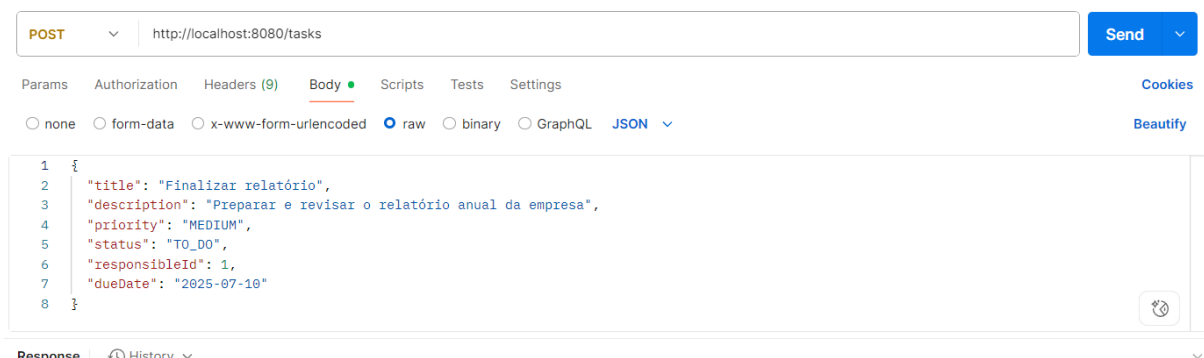 POST http://localhost:8080/tasks Send
Params Authorization Headers (9) Body Scripts Tests Settings Cookies
none form-data x-www-form-urlencoded raw binary GraphQL JSON Beautify
1 {
2 "title": "Finalizar relatório",
3 "description": "Preparar e revisar o relatório anual da empresa",
4 "priority": "MEDIUM",
5 "status": "TO_DO",
6 "responsibleId": 1,
7 "dueDate": "2025-07-10"
8 }
Response History